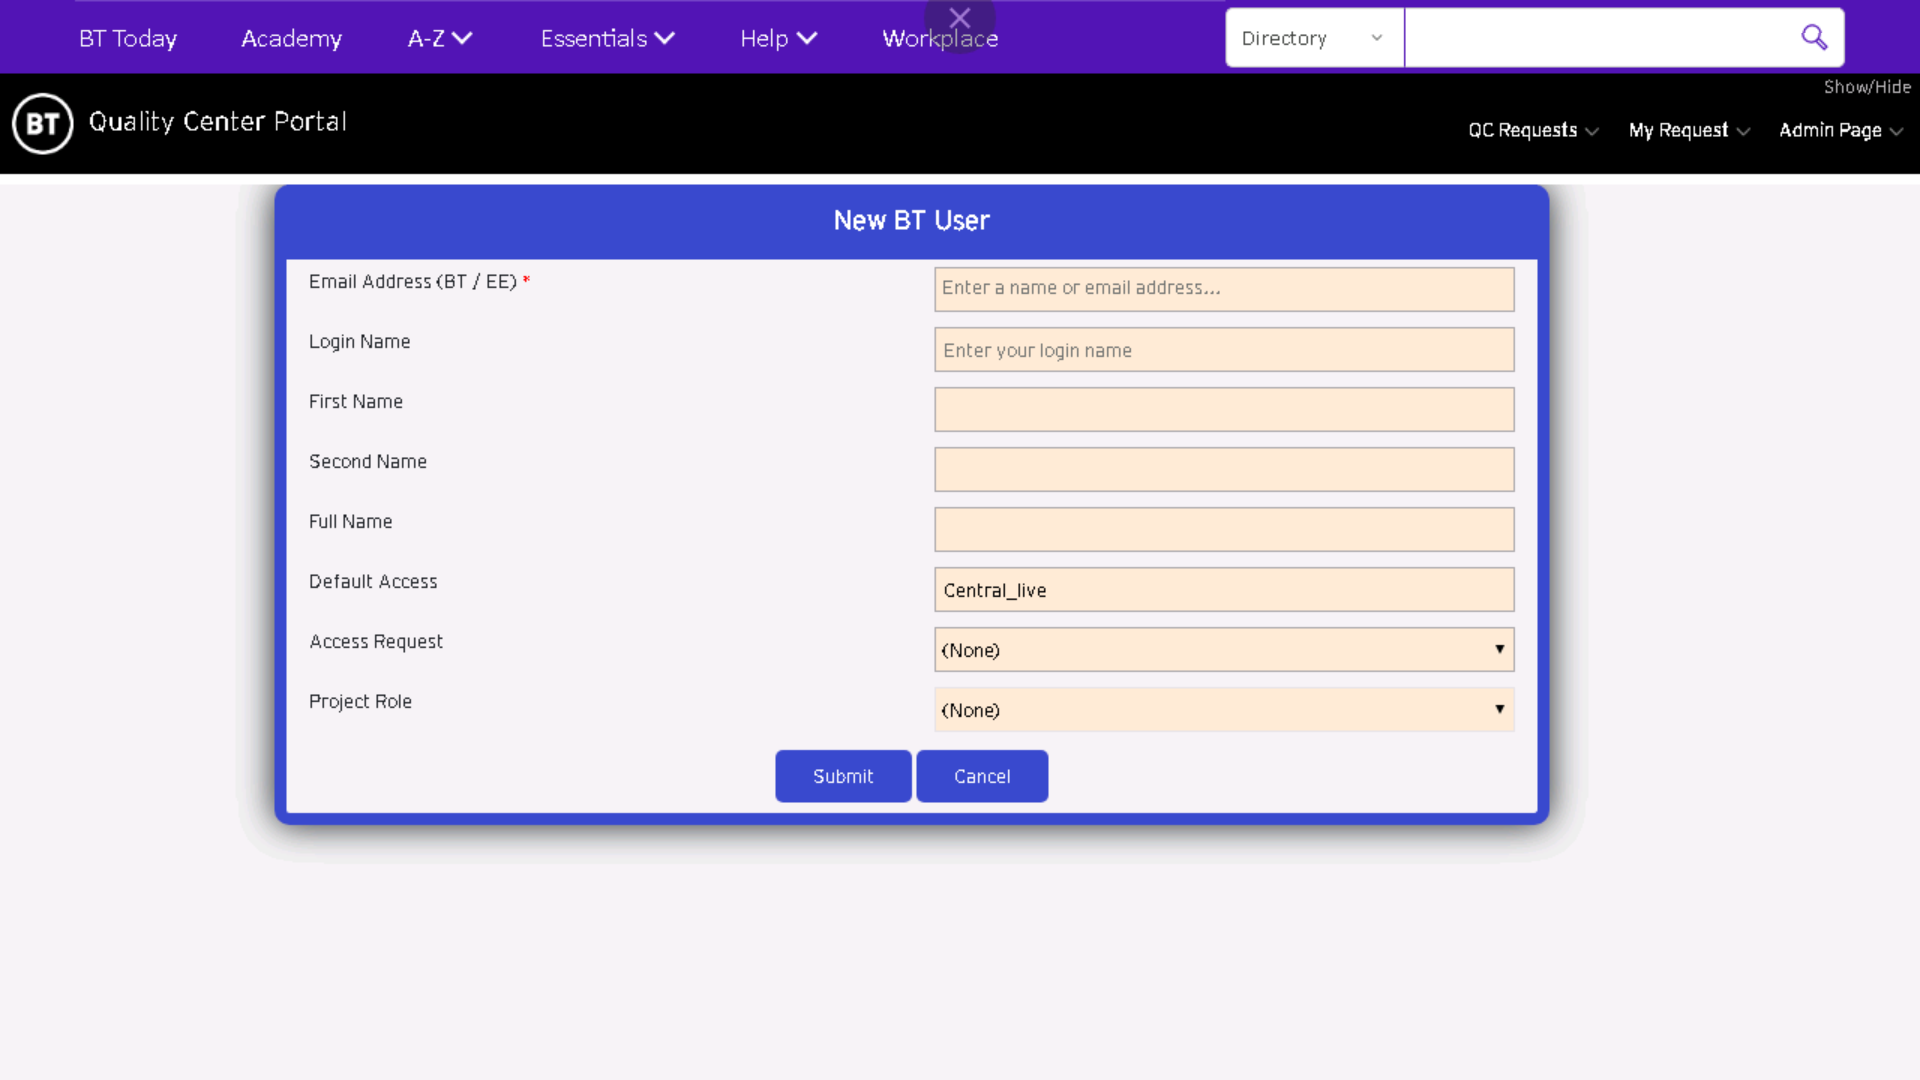 BT Today Academy A-Z Essentials Help Workplace Directory
Show/Hide
BT Quality Center Portal
QC Requests My Request Admin Page
New BT User
Email Address (BT / EE) * Enter a name or email address...
Login Name Enter your login name
First Name
Second Name
Full Name
Default Access Central_live
Access Request (None)
Project Role (None)
Submit Cancel